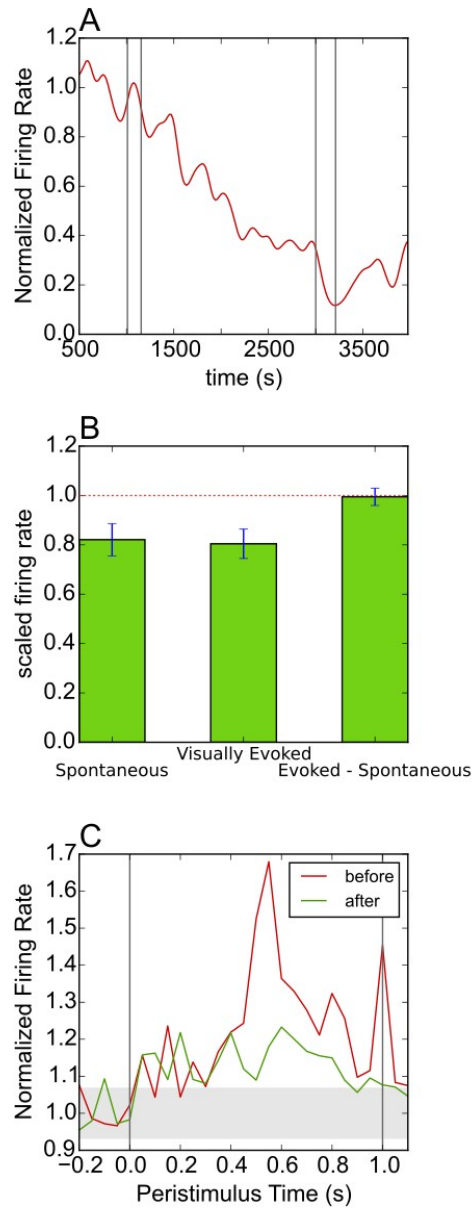 A
Normalized Firing Rate
1.2
1.0
0.8
0.6
0.4
0.2
0.0
500 1500 2500 3500
time (s)
B
scaled firing rate
1.2
1.0
0.8
0.6
0.4
0.2
0.0
Visually Evoked
Spontaneous Evoked - Spontaneous
C
Normalized Firing Rate
1.7
1.6
1.5
1.4
1.3
1.2
1.1
1.0
0.9
before
after
−0.2 0.0 0.2 0.4 0.6 0.8 1.0
Peristimulus Time (s)